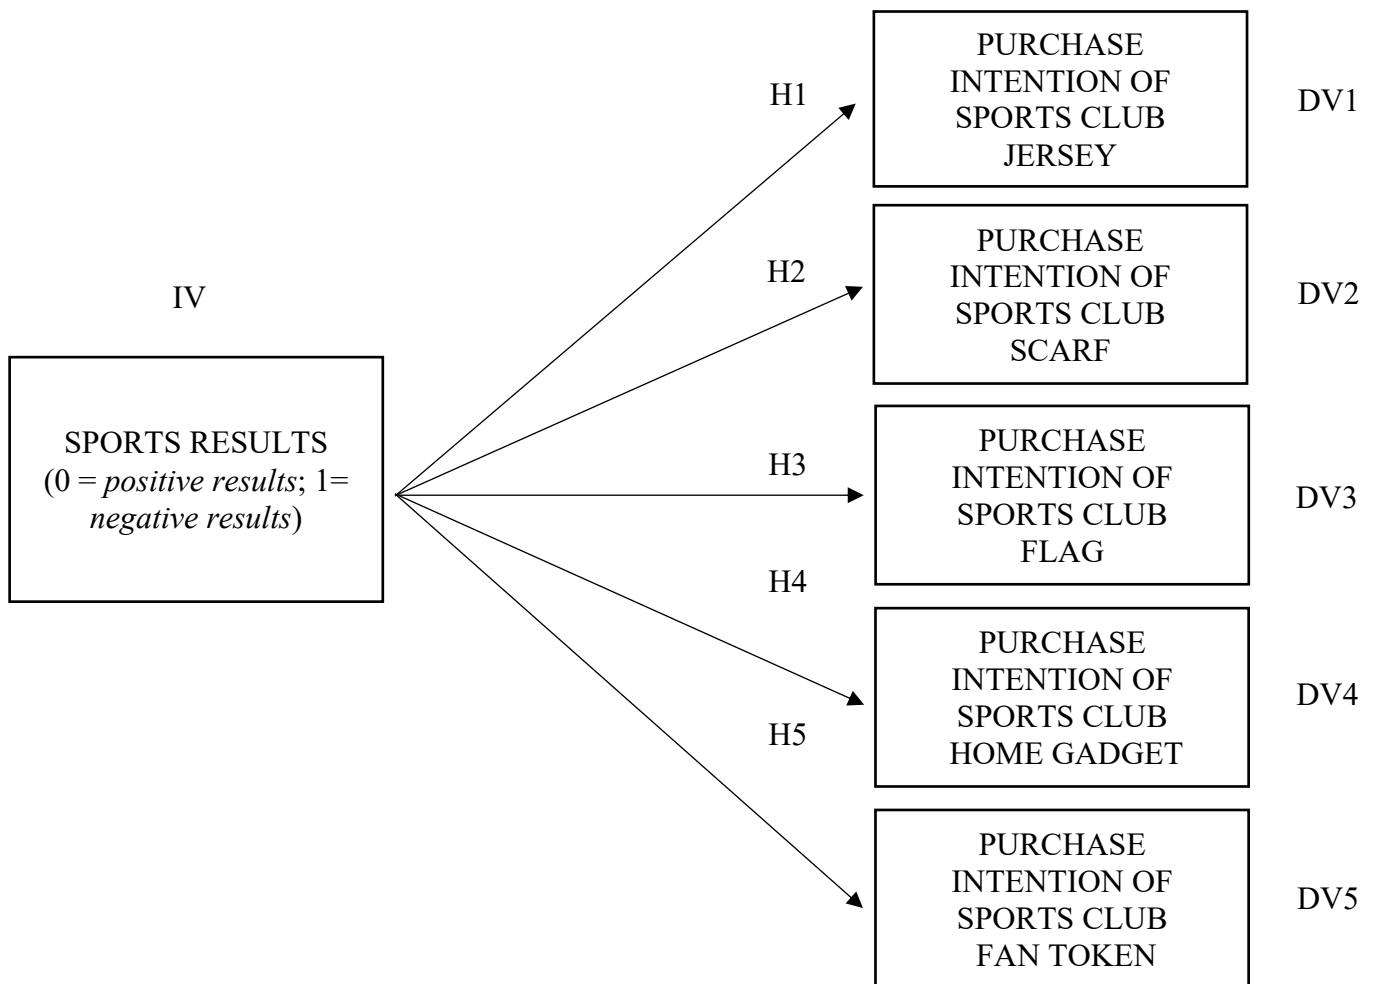 IV
SPORTS RESULTS
(0 = positive results; 1=
negative results)
H1
PURCHASE
INTENTION OF
SPORTS CLUB
JERSEY
DV1
H2
PURCHASE
INTENTION OF
SPORTS CLUB
SCARF
DV2
H3
PURCHASE
INTENTION OF
SPORTS CLUB
FLAG
DV3
H4
PURCHASE
INTENTION OF
SPORTS CLUB
HOME GADGET
DV4
H5
PURCHASE
INTENTION OF
SPORTS CLUB
FAN TOKEN
DV5